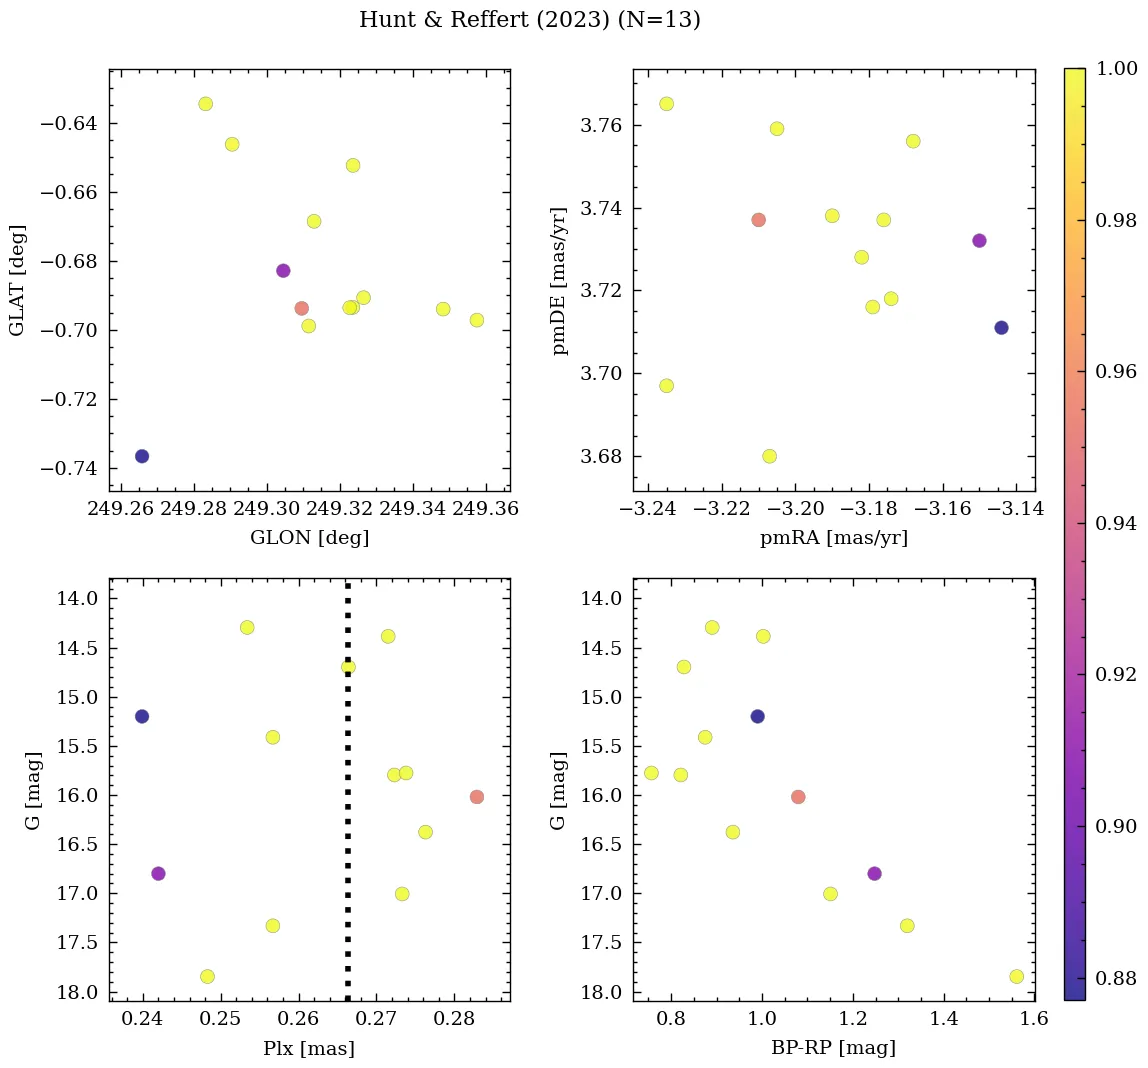 Hunt & Reffert (2023) (N=13)
−0.64
−0.66
−0.68
−0.70
−0.72
−0.74
GLAT [deg]
249.26 249.28 249.30 249.32 249.34 249.36
GLON [deg]
3.76
3.74
3.72
3.70
3.68
pmDE [mas/yr]
−3.24 −3.22 −3.20 −3.18 −3.16 −3.14
pmRA [mas/yr]
1.00
0.98
0.96
0.94
0.92
0.90
0.88
14.0
14.5
15.0
15.5
16.0
16.5
17.0
17.5
18.0
G [mag]
0.24 0.25 0.26 0.27 0.28
Plx [mas]
14.0
14.5
15.0
15.5
16.0
16.5
17.0
17.5
18.0
G [mag]
0.8 1.0 1.2 1.4 1.6
BP-RP [mag]